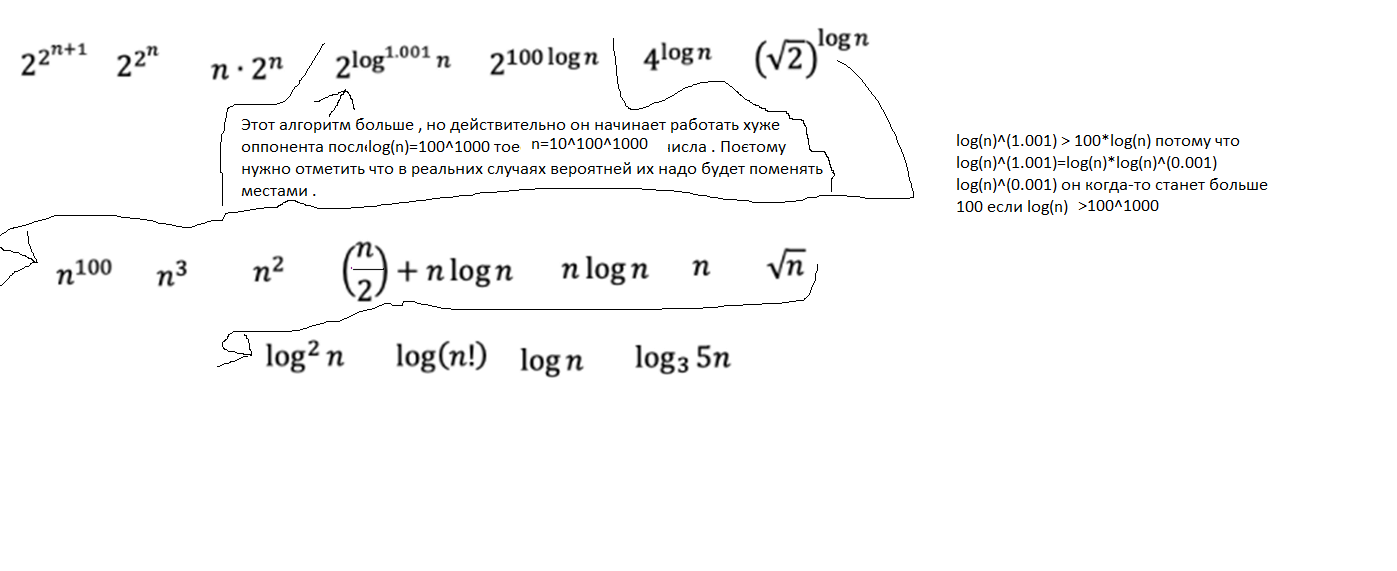 2^{2^{n+1}} 2^{2^n} n · 2^n 2^{log^{1.001} n} 2^{100 log n} 4^{log n} (√2)^{log n}
Этот алгоритм больше , но действительно он начинает работать хуже
оппонента посл log(n)=100^1000 тое n=10^100^1000 числа . Поєтому
нужно отметить что в реальних случаях вероятней их надо будет поменять
местами .
log(n)^(1.001) > 100*log(n) потому что
log(n)^(1.001)=log(n)*log(n)^(0.001)
log(n)^(0.001) он когда-то станет больше
100 если log(n) >100^1000
n^{100} n^3 n^2 (n/2) + n log n n log n n √n
log^2 n log(n!) log n log_3 5n